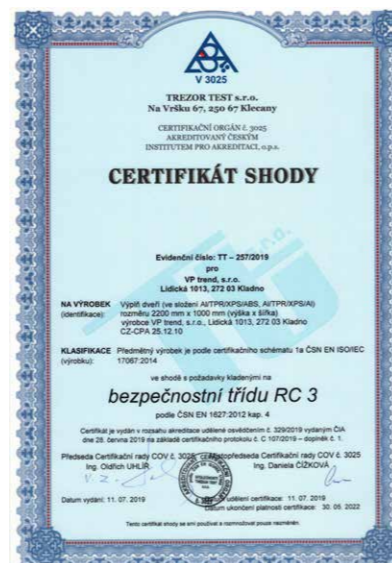 V 3025
TREZOR TEST s.r.o.
Na Vršku 67, 250 67 Klecany
CERTIFIKAČNÍ ORGÁN č. 3025
AKREDITOVANÝ ČESKÝM
INSTITUTEM PRO AKREDITACI, o.p.s.
CERTIFIKÁT SHODY
Evidenční číslo: TT – 257/2019
pro
VP trend, s.r.o.
Lidická 1013, 272 03 Kladno
NA VÝROBEK Výplň dveří (ve složení Al/TPR/XPS/ABS, Al/TPR/XPS/Al)
(identifikace): rozměru 2200 mm x 1000 mm (výška x šířka)
výrobce VP trend, s.r.o., Lidická 1013, 272 03 Kladno
CZ-CPA 25.12.10
KLASIFIKACE Předmětný výrobek je podle certifikačního schématu 1a ČSN EN ISO/IEC
(výrobku): 17067:2014
ve shodě s požadavky kladenými na
bezpečnostní třídu RC 3
podle ČSN EN 1627:2012 kap. 4
Certifikát je vydán v rozsahu akreditace udělené osvědčením č. 329/2019 vydaným ČIA
dne 28. června 2019 na základě certifikačního protokolu č. C 107/2019 – doplněk č. 1.
Předseda Certifikační rady COV č. 3025 Místopředseda Certifikační rady COV č. 3025
Ing. Oldřich UHLÍŘ Ing. Daniela ČÍŽKOVÁ
Datum vydání: 11. 07. 2019 udělení certifikace: 11. 07. 2019
Datum ukončení platnosti certifikace: 30. 05. 2022
Tento certifikát shody se smí používat a rozmnožovat pouze nezměněn.